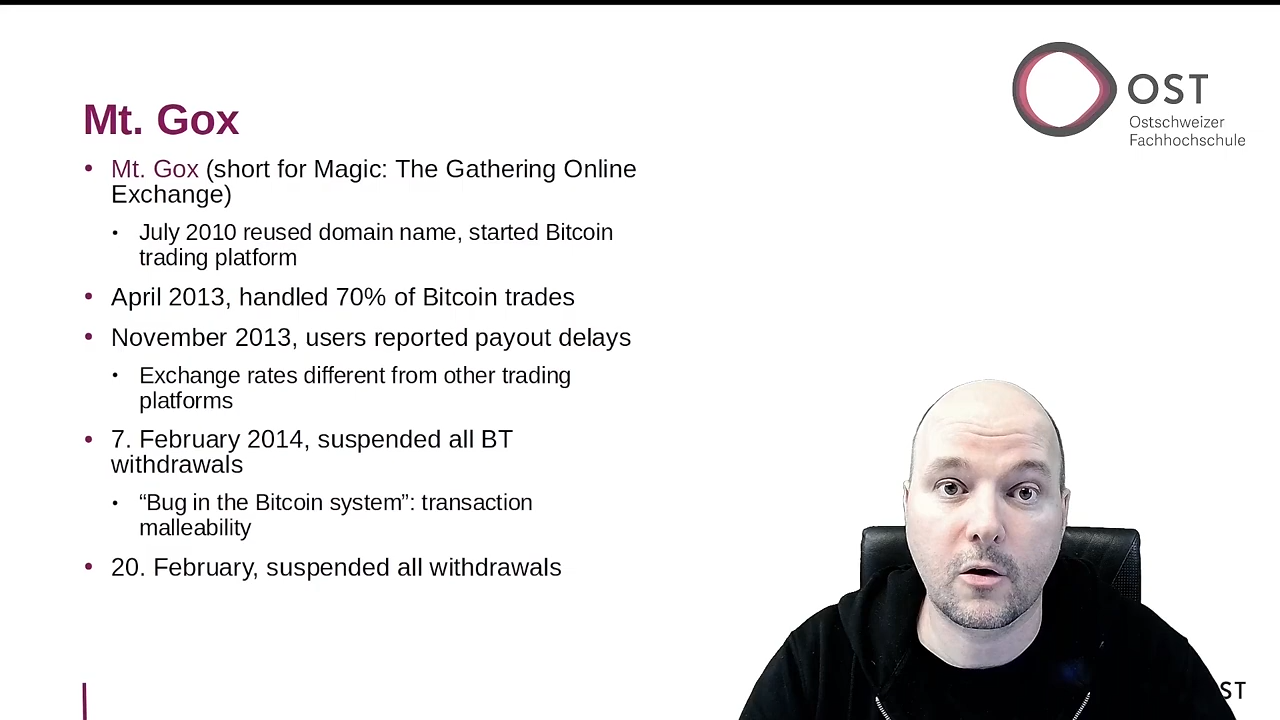 OST
Ostschweizer
Fachhochschule
Mt. Gox
• Mt. Gox (short for Magic: The Gathering Online
Exchange)
• July 2010 reused domain name, started Bitcoin
trading platform
• April 2013, handled 70% of Bitcoin trades
• November 2013, users reported payout delays
• Exchange rates different from other trading
platforms
• 7. February 2014, suspended all BT
withdrawals
• “Bug in the Bitcoin system”: transaction
malleability
• 20. February, suspended all withdrawals
ST